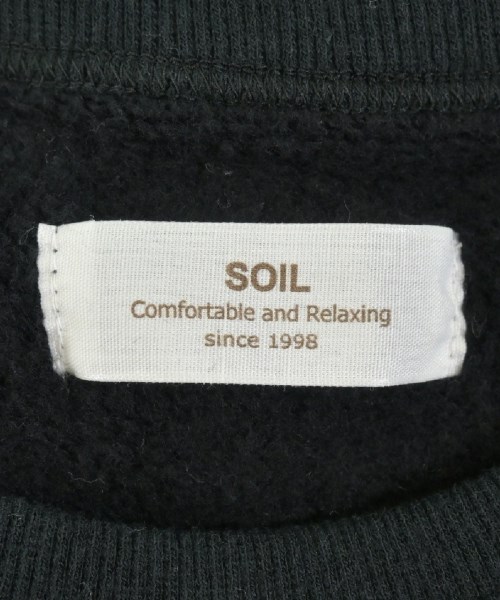 SOIL
Comfortable and Relaxing
since 1998